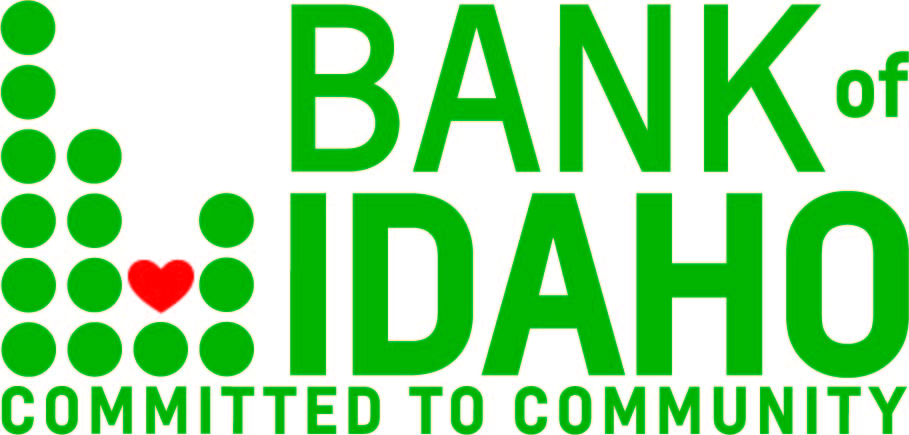 BANK of
IDAHO
COMMITTED TO COMMUNITY